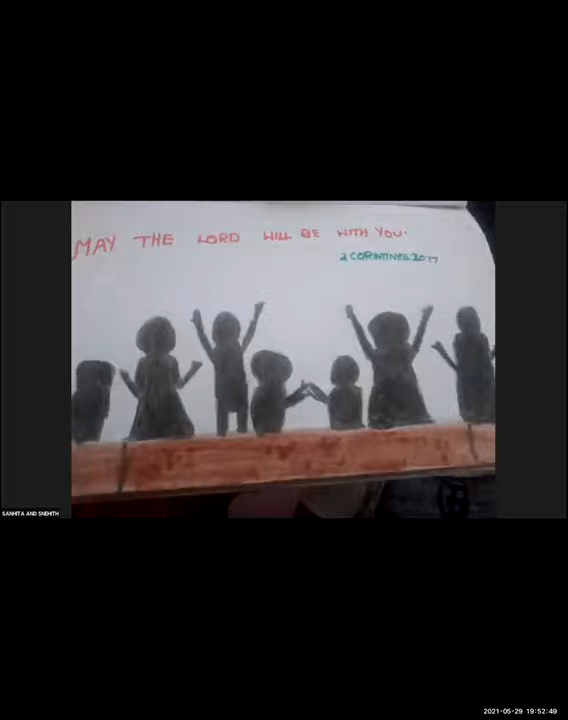 MAY THE LORD WILL BE WITH YOU.
2 CORINTINES.20:17
SANHITA AND SNEHITH
2021-05-29 19:52:49